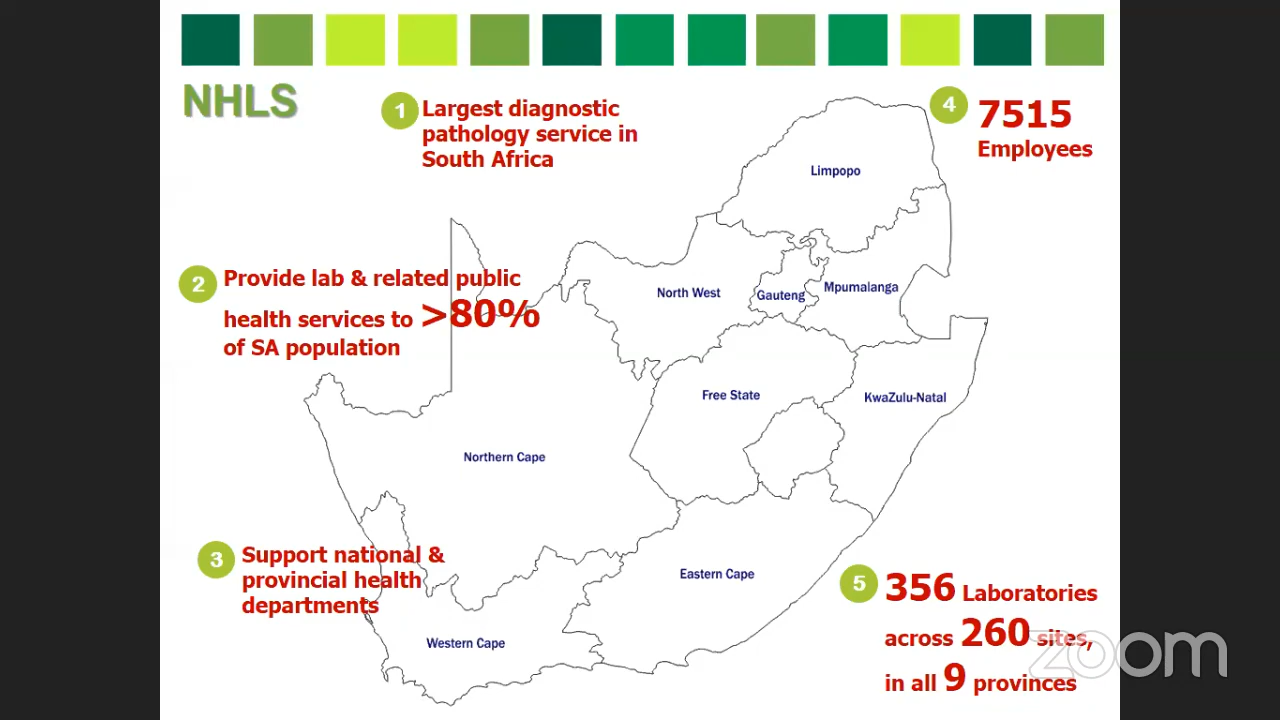 NHLS
1 Largest diagnostic
pathology service in
South Africa
4 7515
Employees
Limpopo
2 Provide lab & related public
health services to >80%
of SA population
North West
Gauteng
Mpumalanga
Free State
KwaZulu-Natal
Northern Cape
3 Support national &
provincial health
departments
Eastern Cape
Western Cape
5 356 Laboratories
across 260 sites,
in all 9 provinces
zoom